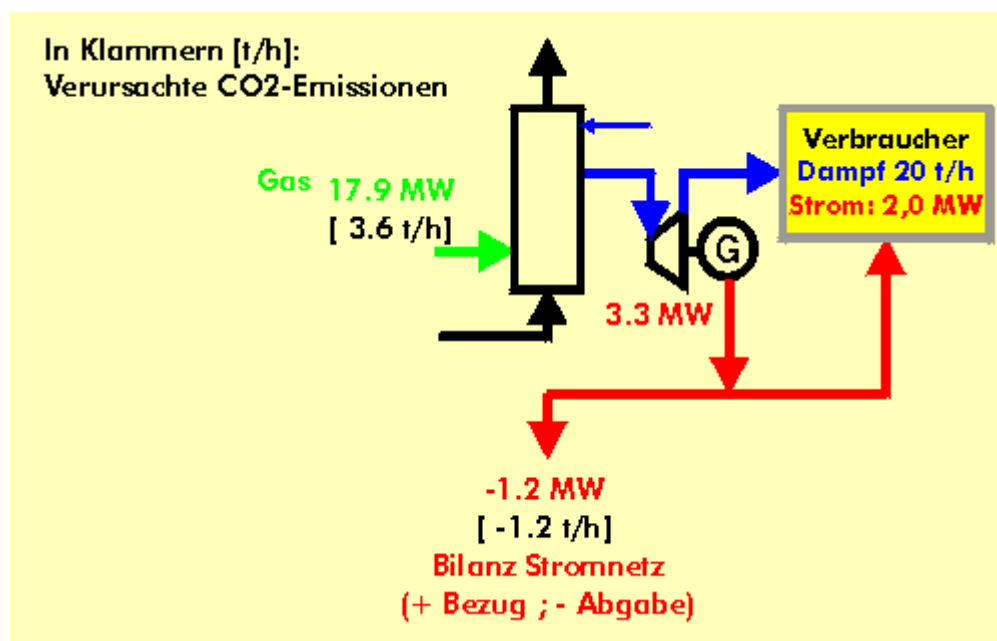 In Klammern [t/h]:
Verursachte CO2-Emissionen
Gas 17.9 MW
[ 3.6 t/h]
Verbraucher
Dampf 20 t/h
Strom: 2,0 MW
G
3.3 MW
-1.2 MW
[ -1.2 t/h]
Bilanz Stromnetz
(+ Bezug ; - Abgabe)